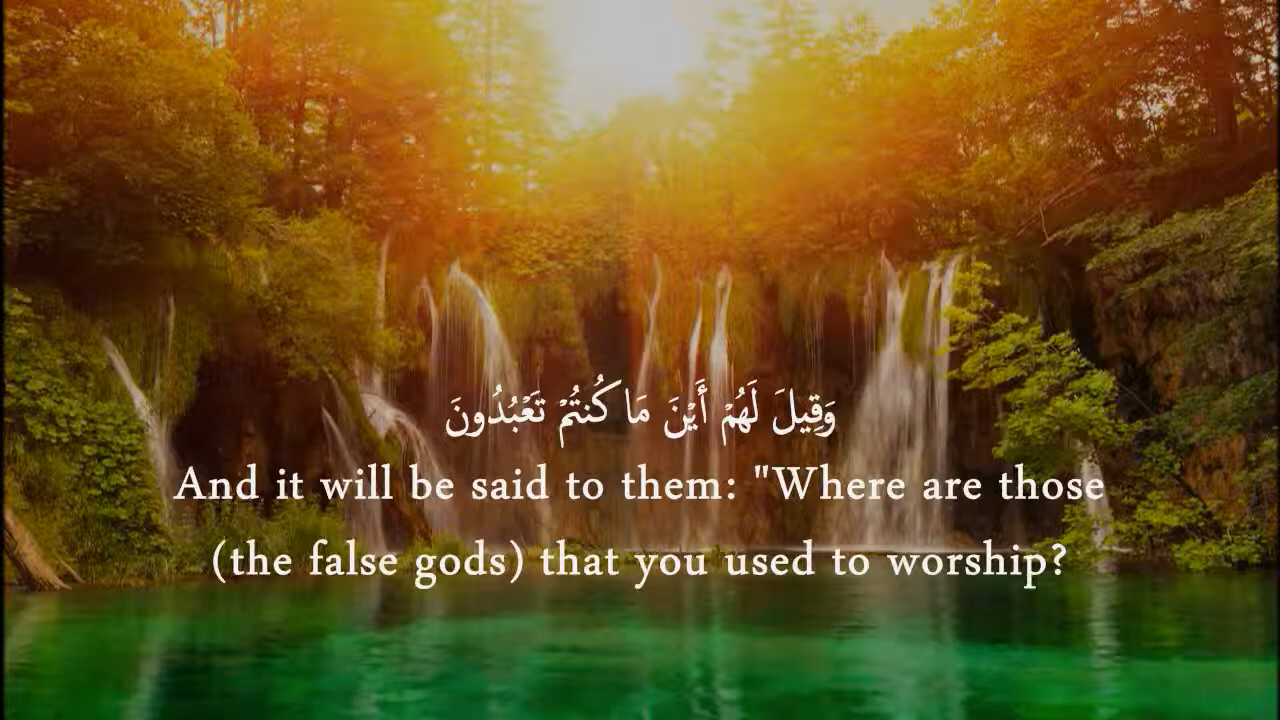 وَقِيلَ لَهُمْ أَيْنَ مَا كُنتُمْ تَعْبُدُونَ
And it will be said to them: "Where are those
(the false gods) that you used to worship?